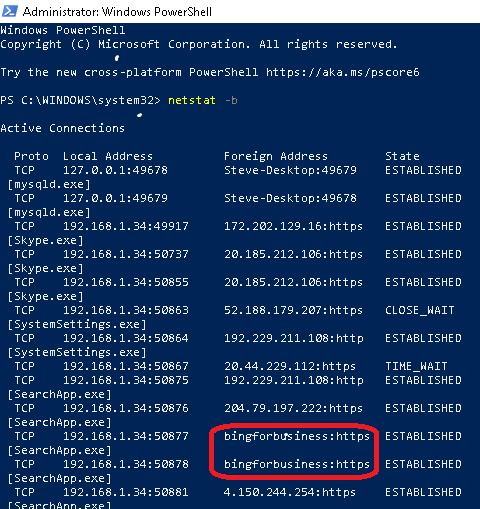 Administrator: Windows PowerShell
Windows PowerShell
Copyright (C) Microsoft Corporation. All rights reserved.
Try the new cross-platform PowerShell https://aka.ms/pscore6
PS C:\WINDOWS\system32> netstat -b
Active Connections
Proto Local Address Foreign Address State
TCP 127.0.0.1:49678 Steve-Desktop:49679 ESTABLISHED
[mysqld.exe]
TCP 127.0.0.1:49679 Steve-Desktop:49678 ESTABLISHED
[mysqld.exe]
TCP 192.168.1.34:49917 172.202.129.16:https ESTABLISHED
[Skype.exe]
TCP 192.168.1.34:50737 20.185.212.106:https ESTABLISHED
[Skype.exe]
TCP 192.168.1.34:50855 20.185.212.106:https ESTABLISHED
[Skype.exe]
TCP 192.168.1.34:50863 52.188.179.207:https CLOSE_WAIT
[SystemSettings.exe]
TCP 192.168.1.34:50864 192.229.211.108:http ESTABLISHED
[SystemSettings.exe]
TCP 192.168.1.34:50867 20.44.229.112:https TIME_WAIT
TCP 192.168.1.34:50875 192.229.211.108:http ESTABLISHED
[SearchApp.exe]
TCP 192.168.1.34:50876 204.79.197.222:https ESTABLISHED
[SearchApp.exe]
TCP 192.168.1.34:50877 bingforbusiness:https ESTABLISHED
[SearchApp.exe]
TCP 192.168.1.34:50878 bingforbusiness:https ESTABLISHED
[SearchApp.exe]
TCP 192.168.1.34:50881 4.150.244.254:https ESTABLISHED